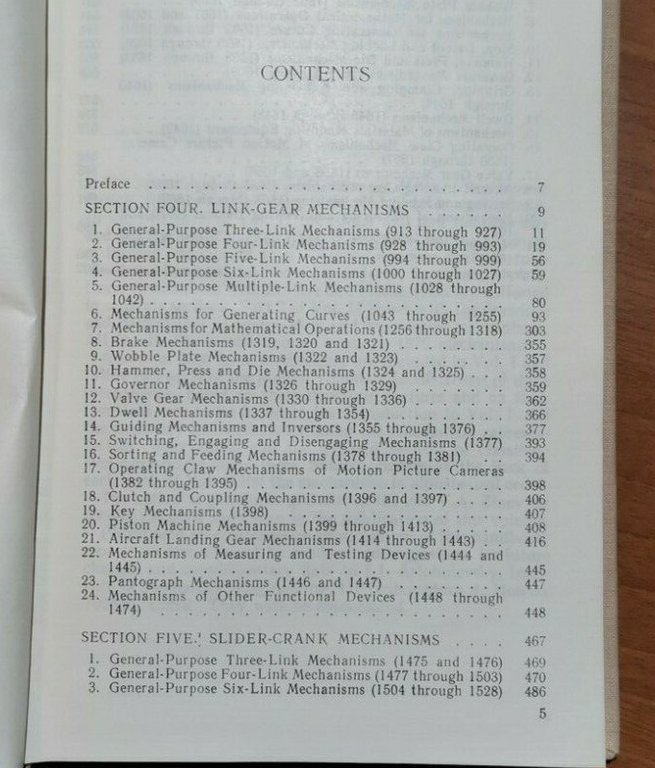 CONTENTS
Preface . . . . . . . . . . . . . . . . . . . . . . . . 7
SECTION FOUR. LINK-GEAR MECHANISMS . . . . . . 9
1. General-Purpose Three-Link Mechanisms (913 through 927) 11
2. General-Purpose Four-Link Mechanisms (928 through 993) 19
3. General-Purpose Five-Link Mechanisms (994 through 999) 56
4. General-Purpose Six-Link Mechanisms (1000 through 1027) 59
5. General-Purpose Multiple-Link Mechanisms (1028 through
1042) . . . . . . . . . . . . . . . . . . . . . . . . 80
6. Mechanisms for Generating Curves (1043 through 1255) 93
7. Mechanisms for Mathematical Operations (1256 through 1318) 303
8. Brake Mechanisms (1319, 1320 and 1321) . . . . . . . . 355
9. Wobble Plate Mechanisms (1322 and 1323) . . . . . . . . 357
10. Hammer, Press and Die Mechanisms (1324 and 1325) . . . 358
11. Governor Mechanisms (1326 through 1329) . . . . . . . . 359
12. Valve Gear Mechanisms (1330 through 1336) . . . . . . . 362
13. Dwell Mechanisms (1337 through 1354) . . . . . . . . . 366
14. Guiding Mechanisms and Inversors (1355 through 1376) . . 377
15. Switching, Engaging and Disengaging Mechanisms (1377) 393
16. Sorting and Feeding Mechanisms (1378 through 1381) . . 394
17. Operating Claw Mechanisms of Motion Picture Cameras
(1382 through 1395) . . . . . . . . . . . . . . . . . . 398
18. Clutch and Coupling Mechanisms (1396 and 1397) . . . . 406
19. Key Mechanisms (1398) . . . . . . . . . . . . . . . . 407
20. Piston Machine Mechanisms (1399 through 1413) . . . . . 408
21. Aircraft Landing Gear Mechanisms (1414 through 1443) . . 416
22. Mechanisms of Measuring and Testing Devices (1444 and
1445) . . . . . . . . . . . . . . . . . . . . . . . . 445
23. Pantograph Mechanisms (1446 and 1447) . . . . . . . . 447
24. Mechanisms of Other Functional Devices (1448 through
1474) . . . . . . . . . . . . . . . . . . . . . . . . 448
SECTION FIVE. SLIDER-CRANK MECHANISMS . . . . 467
1. General-Purpose Three-Link Mechanisms (1475 and 1476) 469
2. General-Purpose Four-Link Mechanisms (1477 through 1503) 470
3. General-Purpose Six-Link Mechanisms (1504 through 1528) 486
5